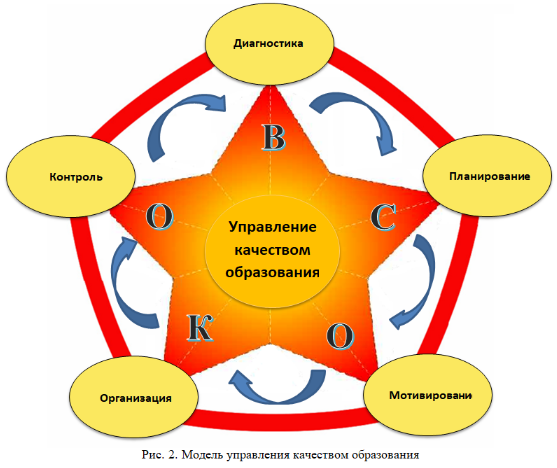 Диагностика
Контроль
Планирование
В
О
С
Управление
качеством
образования
К
О
Организация
Мотивировани
Рис. 2. Модель управления качеством образования